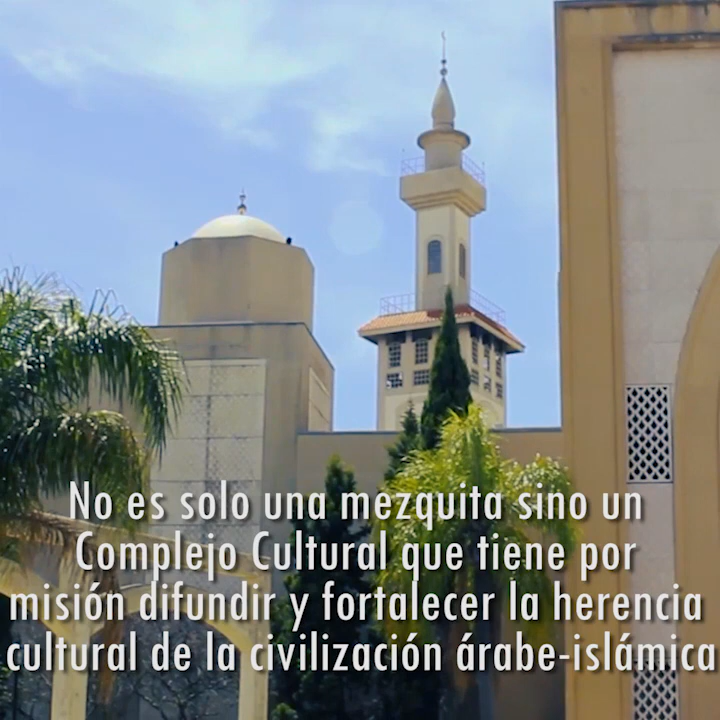 No es solo una mezquita sino un
Complejo Cultural que tiene por
misión difundir y fortalecer la herencia
cultural de la civilización árabe-islámica